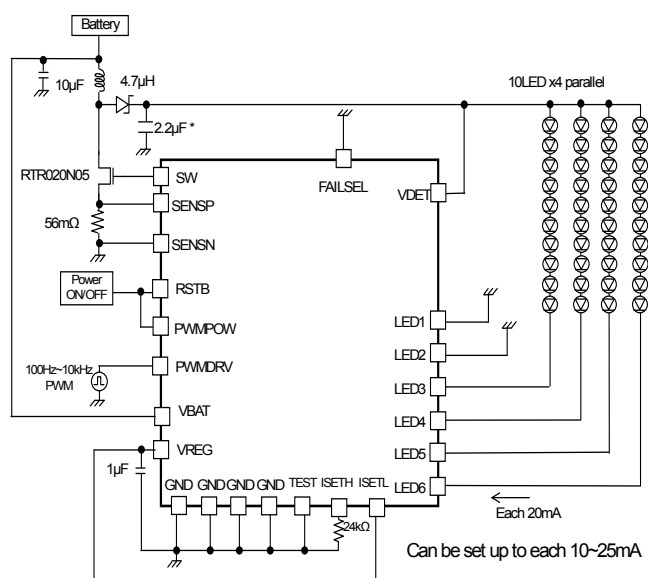 Battery
10µF
4.7µH
10LED x4 parallel
2.2µF *
RTR020N05
SW
FAILSEL
VDET
SENSP
56mΩ
SENSN
Power
ON/OFF
RSTB
PWMPOW
LED1
LED2
100Hz~10kHz
PWM
PWMDRV
LED3
VBAT
LED4
VREG
LED5
1µF
GND
GND
GND
GND
TEST
ISETH
ISETL
LED6
Each 20mA
24kΩ
Can be set up to each 10~25mA